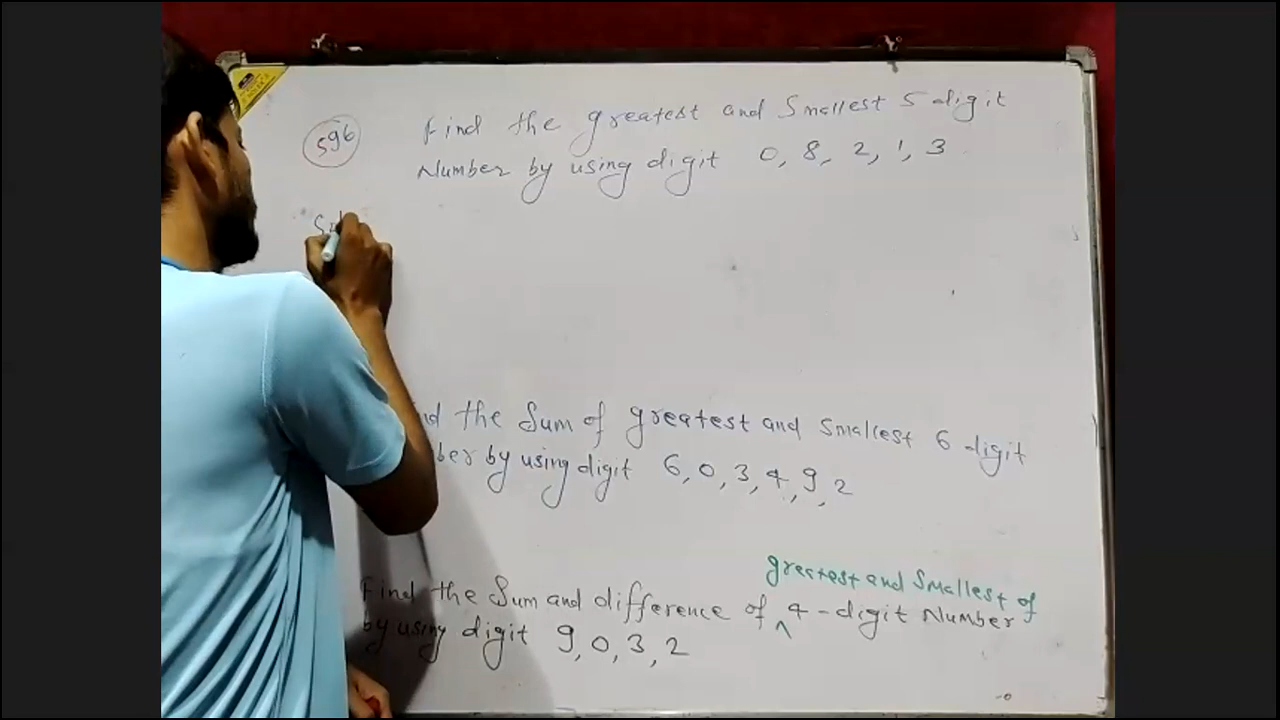 596 Find the greatest and Smallest 5 digit
Number by using digit 0, 8, 2, 1, 3
Sol
the Sum of greatest and Smallest 6 digit
by using digit 6, 0, 3, 4, 9, 2
greatest and Smallest of
Find the Sum and difference of ^ 4-digit Number
by using digit 9, 0, 3, 2